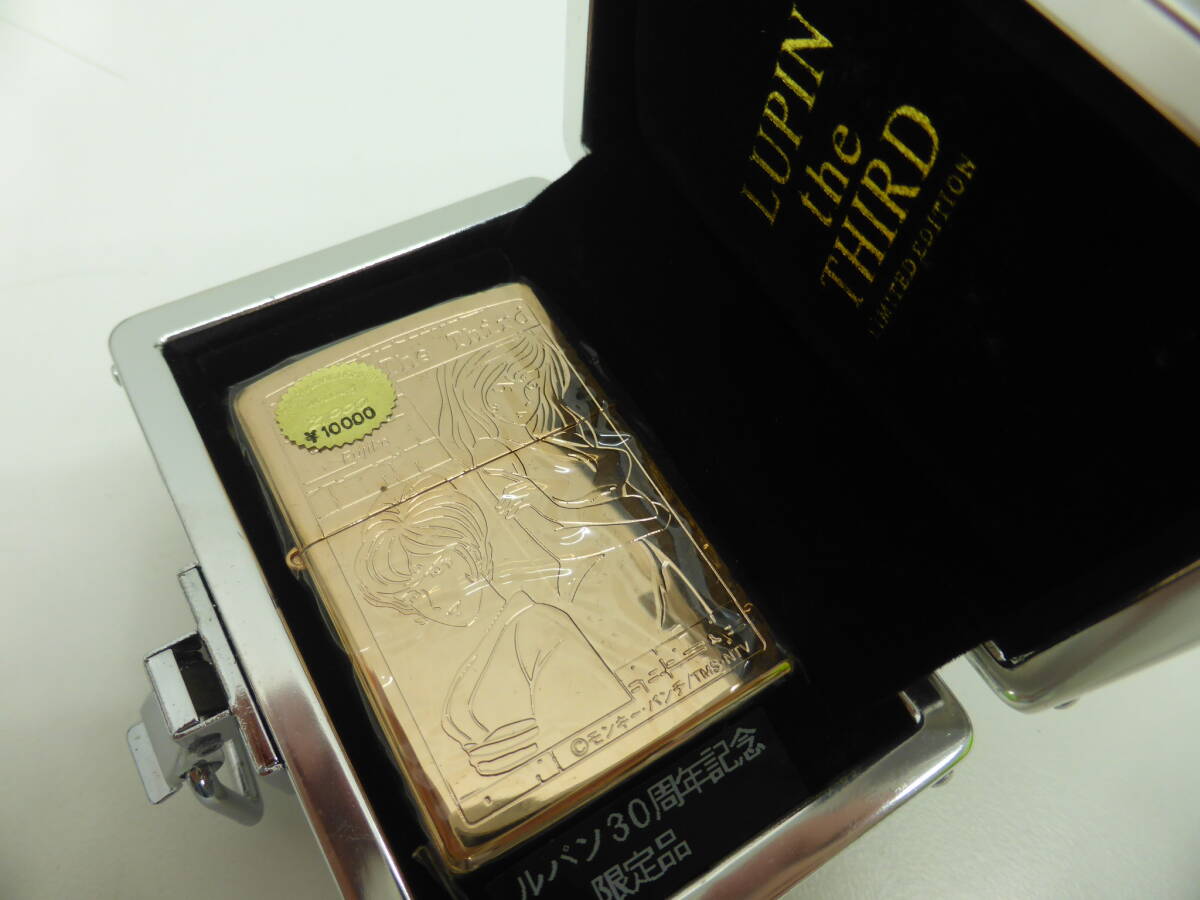 LUPIN
the
THIRD
LIMITED EDITION
The Third
¥10000
Fujiko
©モンキー・パンチ/TMS・NTV
ルパン30周年記念
限定品